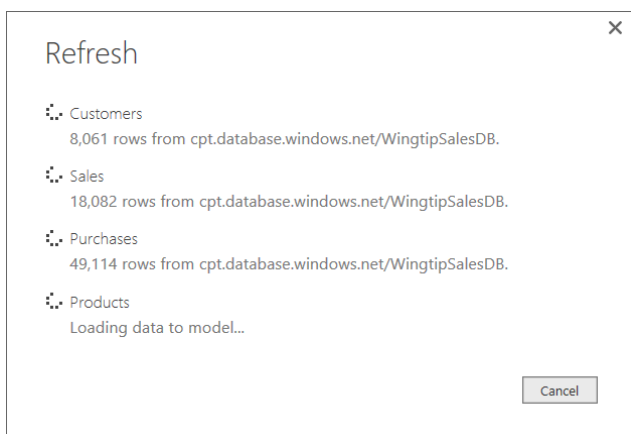 Refresh
Customers
8,061 rows from cpt.database.windows.net/WingtipSalesDB.
Sales
18,082 rows from cpt.database.windows.net/WingtipSalesDB.
Purchases
49,114 rows from cpt.database.windows.net/WingtipSalesDB.
Products
Loading data to model...
Cancel